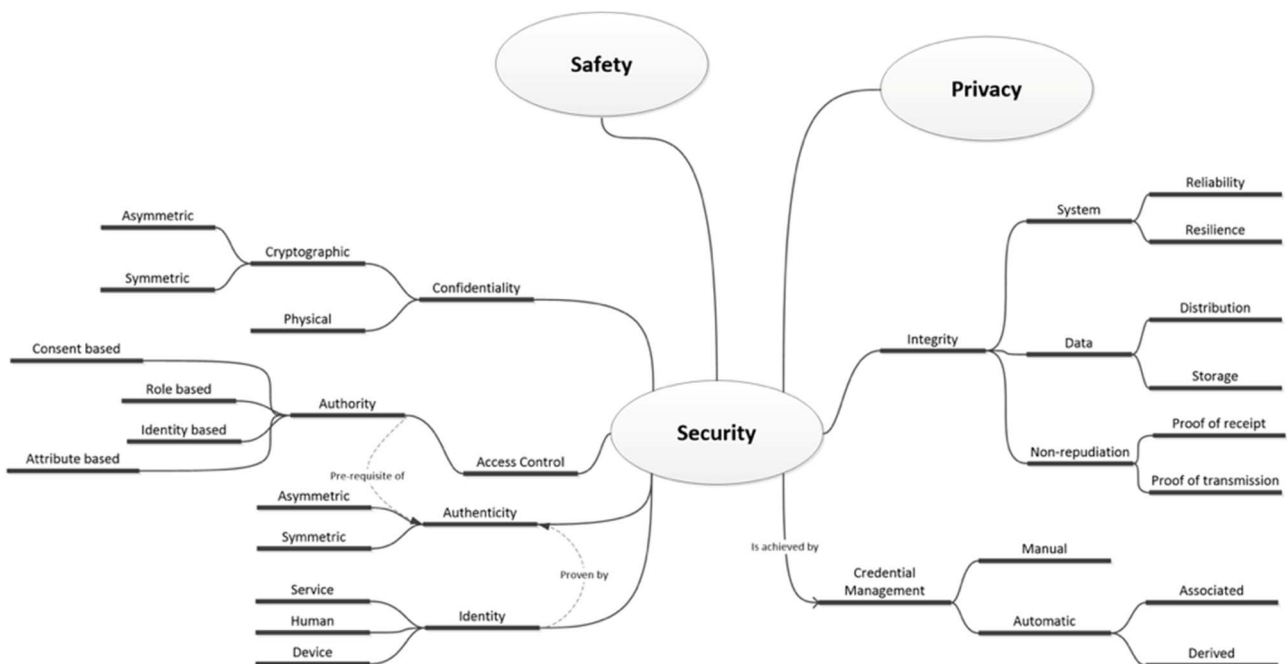 Safety
Privacy
Reliability
System
Resilience
Asymmetric
Cryptographic
Symmetric
Confidentiality
Physical
Distribution
Integrity
Data
Storage
Consent based
Role based
Authority
Identity based
Attribute based
Security
Access Control
Proof of receipt
Non-repudiation
Proof of transmission
Pre-requisite of
Asymmetric
Authenticity
Symmetric
Is achieved by
Proven by
Manual
Credential
Management
Associated
Automatic
Derived
Service
Human
Identity
Device